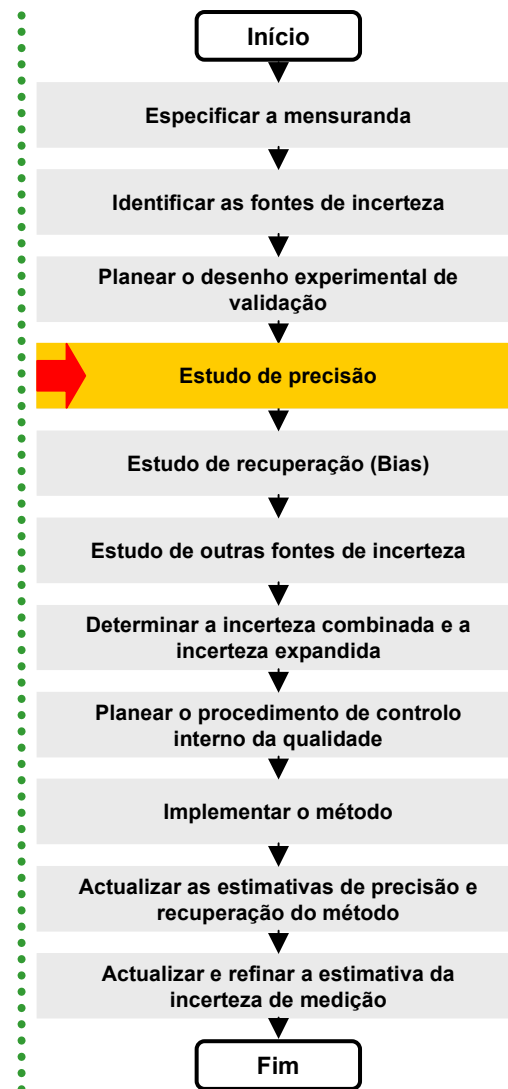 Início
Especificar a mensuranda
Identificar as fontes de incerteza
Planear o desenho experimental de
validação
Estudo de precisão
Estudo de recuperação (Bias)
Estudo de outras fontes de incerteza
Determinar a incerteza combinada e a
incerteza expandida
Planear o procedimento de controlo
interno da qualidade
Implementar o método
Actualizar as estimativas de precisão e
recuperação do método
Actualizar e refinar a estimativa da
incerteza de medição
Fim